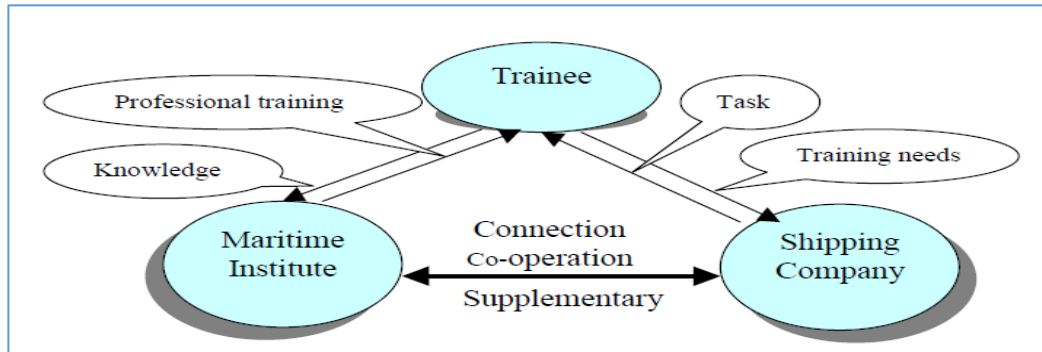 Trainee
Professional training
Task
Knowledge
Training needs
Maritime
Institute
Connection
Co-operation
Supplementary
Shipping
Company